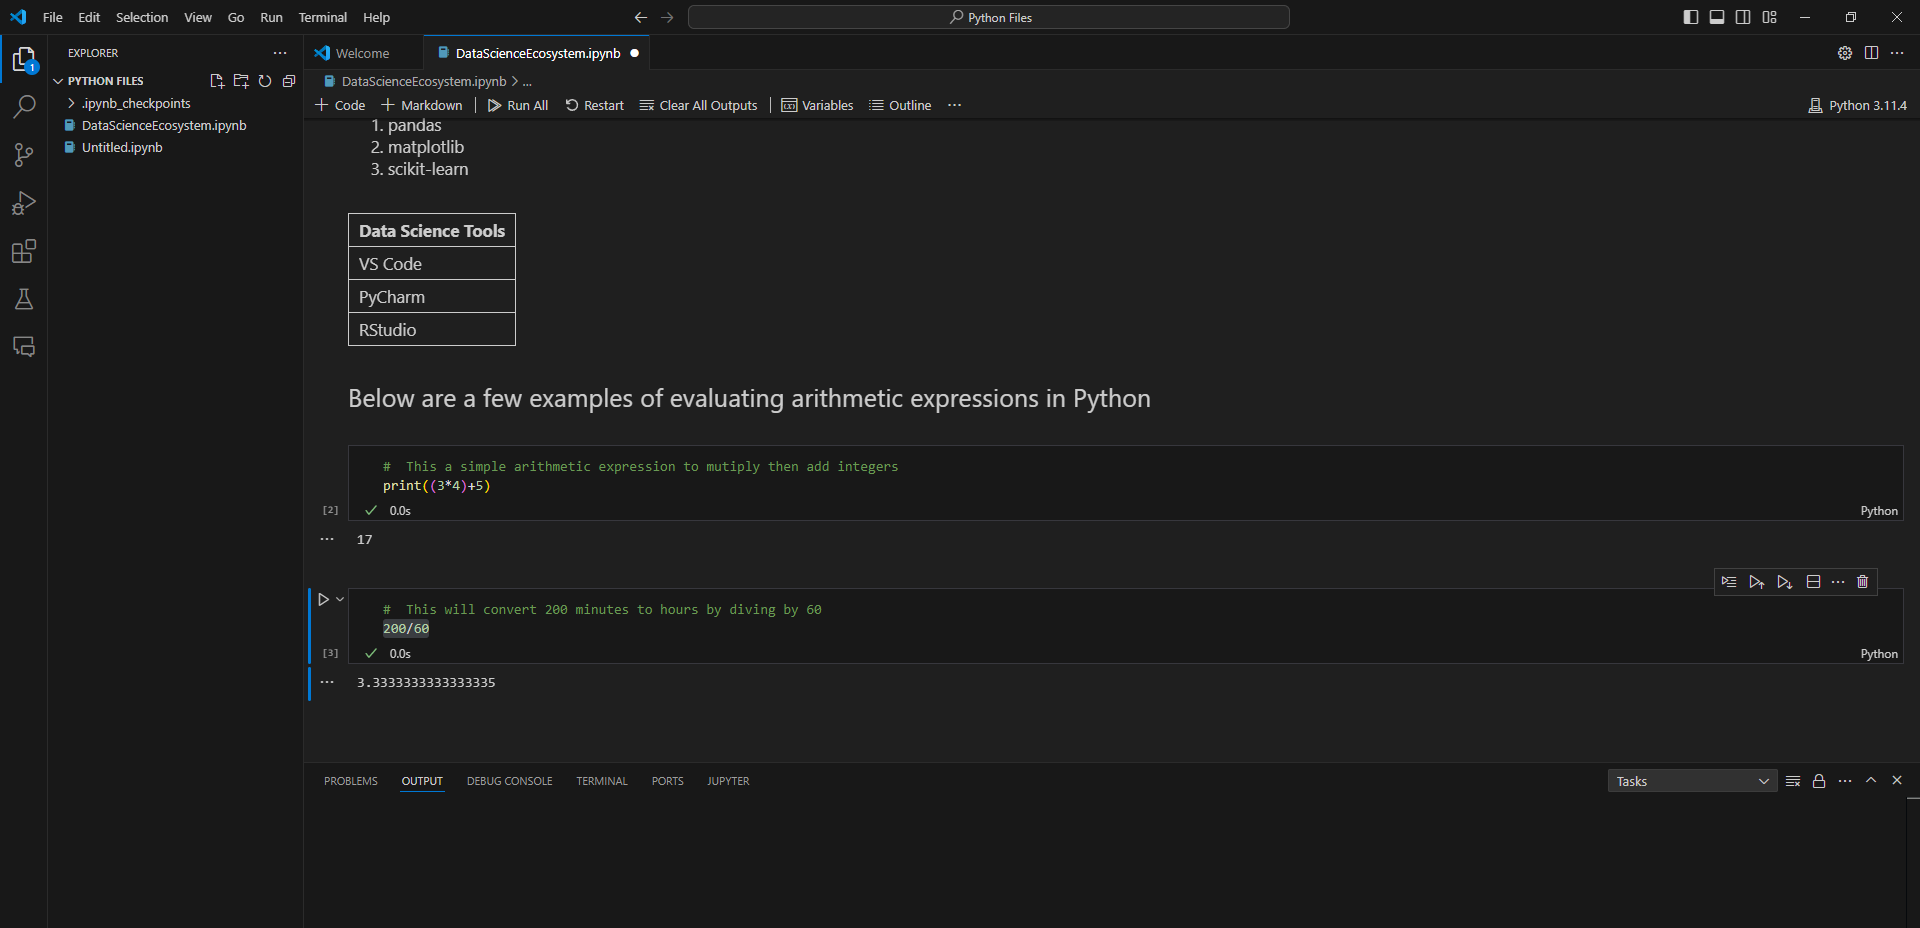 File Edit Selection View Go Run Terminal Help
Python Files
EXPLORER
Welcome
DataScienceEcosystem.ipynb
PYTHON FILES
DataScienceEcosystem.ipynb > ...
.ipynb_checkpoints
DataScienceEcosystem.ipynb
Untitled.ipynb
1
Code Markdown Run All Restart Clear All Outputs Variables Outline ...
Python 3.11.4
1. pandas
2. matplotlib
3. scikit-learn
Data Science Tools
VS Code
PyCharm
RStudio
Below are a few examples of evaluating arithmetic expressions in Python
#  This a simple arithmetic expression to mutiply then add integers
print((3*4)+5)
[2] 0.0s Python
17
#  This will convert 200 minutes to hours by diving by 60
200/60
[3] 0.0s Python
3.3333333333333335
PROBLEMS OUTPUT DEBUG CONSOLE TERMINAL PORTS JUPYTER
Tasks